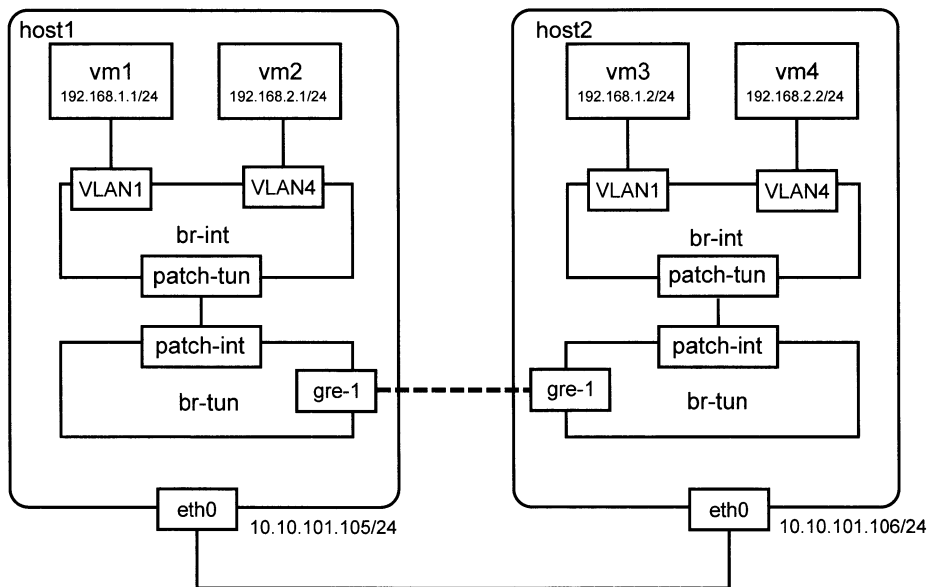 host1
vm1
192.168.1.1/24
vm2
192.168.2.1/24
VLAN1
VLAN4
br-int
patch-tun
patch-int
br-tun
gre-1
eth0
10.10.101.105/24
host2
vm3
192.168.1.2/24
vm4
192.168.2.2/24
VLAN1
VLAN4
br-int
patch-tun
patch-int
gre-1
br-tun
eth0
10.10.101.106/24